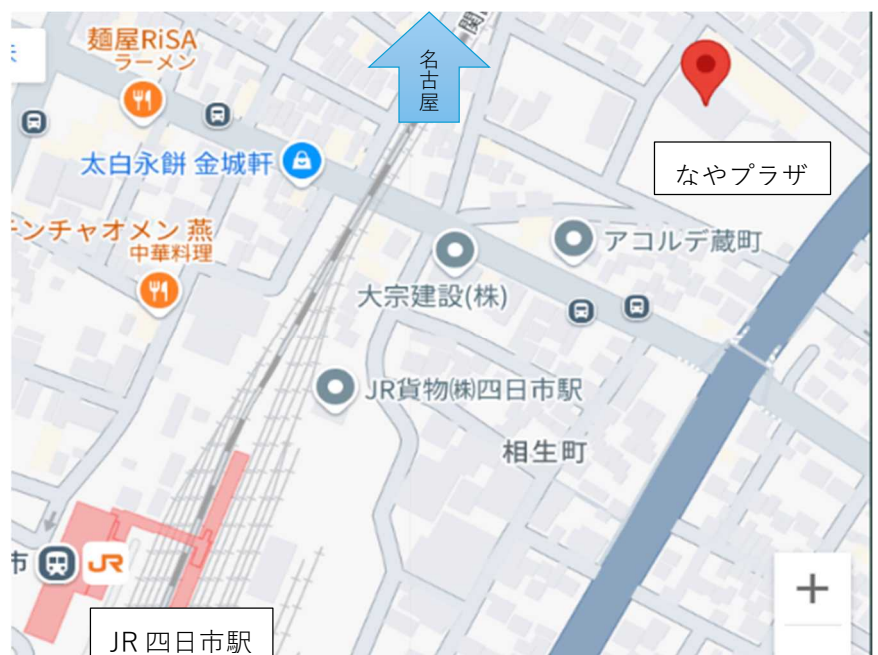 麺屋RiSA
ラーメン
名古屋
関
太白永餅 金城軒
なやプラザ
ンチャオメン 燕
中華料理
アコルデ蔵町
大宗建設(株)
JR貨物㈱四日市駅
相生町
市
JR
+
JR 四日市駅